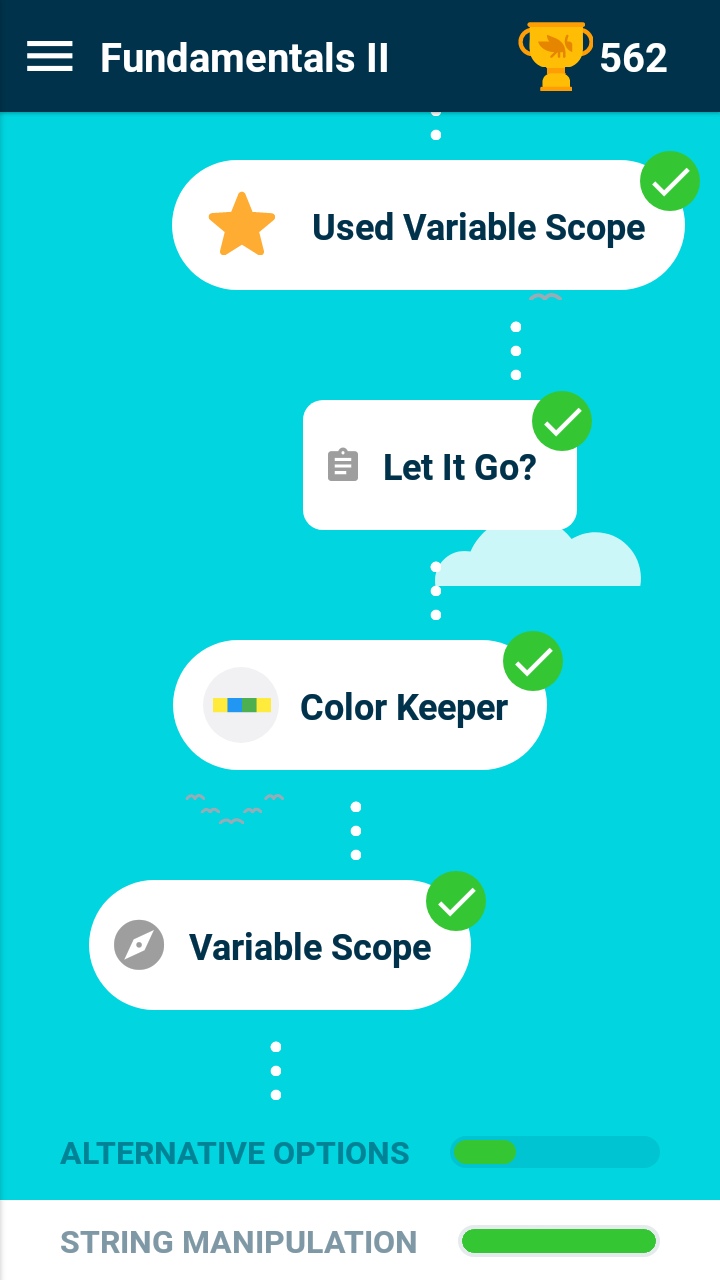 Fundamentals II
562
Used Variable Scope
Let It Go?
Color Keeper
Variable Scope
ALTERNATIVE OPTIONS
STRING MANIPULATION